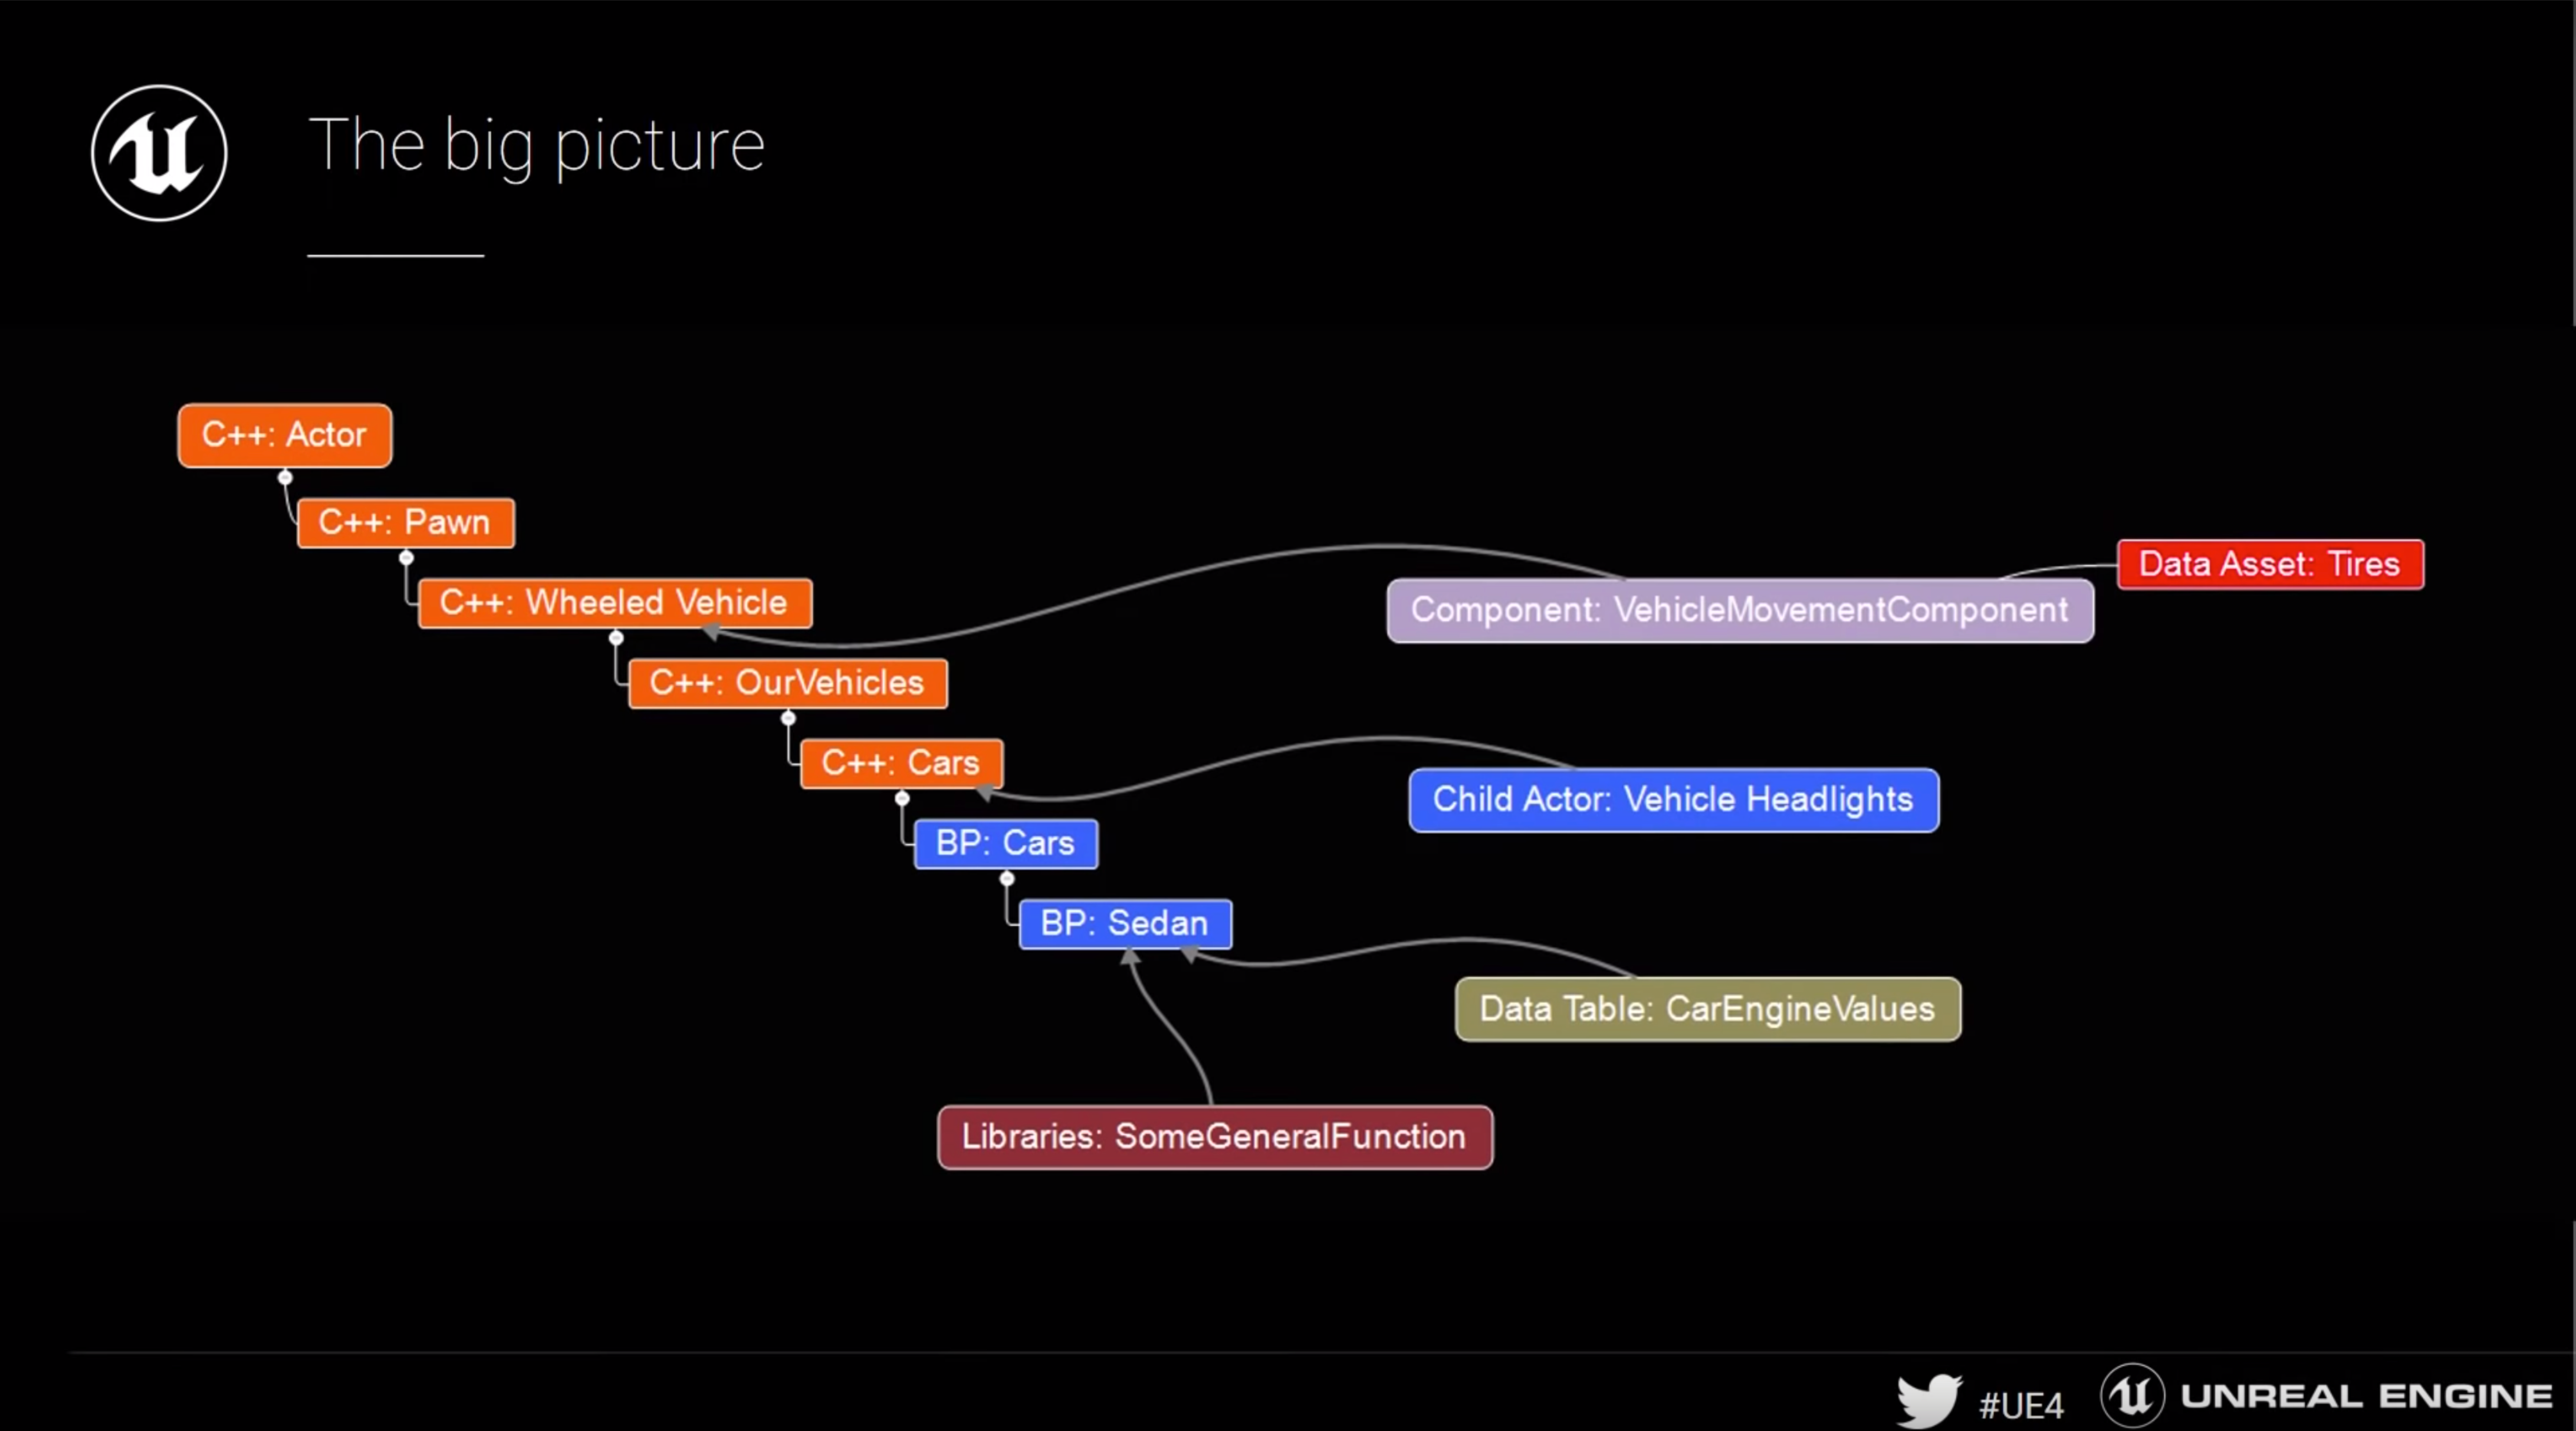 The big picture
C++: Actor
C++: Pawn
C++: Wheeled Vehicle
C++: OurVehicles
C++: Cars
BP: Cars
BP: Sedan
Component: VehicleMovementComponent
Data Asset: Tires
Child Actor: Vehicle Headlights
Data Table: CarEngineValues
Libraries: SomeGeneralFunction
#UE4
UNREAL ENGINE